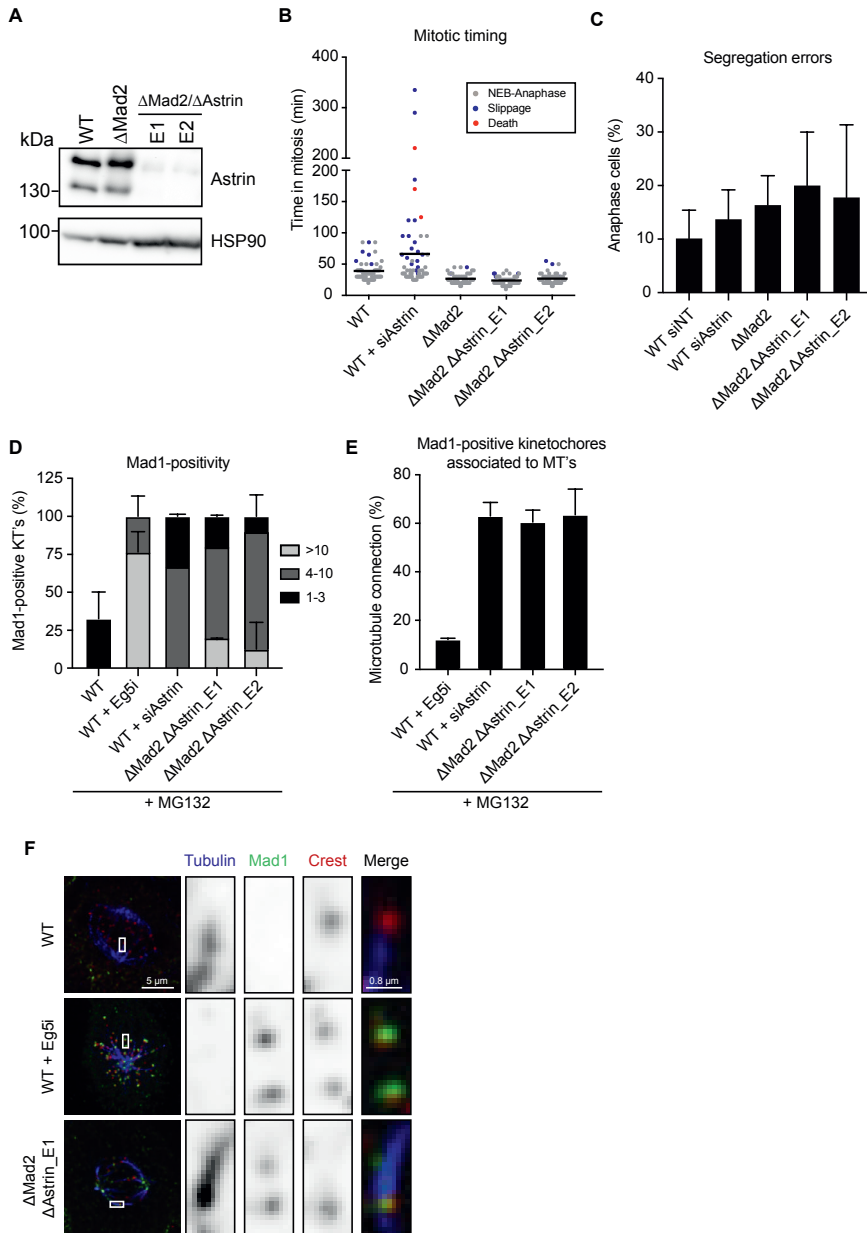 A
WT
ΔMad2
ΔMad2/ΔAstrin
E1
E2
kDa
130
Astrin
100
HSP90
B
Mitotic timing
Time in mitosis (min)
400
300
200
200
150
100
50
0
NEB-Anaphase
Slippage
Death
WT
WT + siAstrin
ΔMad2
ΔMad2 ΔAstrin_E1
ΔMad2 ΔAstrin_E2
C
Segregation errors
Anaphase cells (%)
40
30
20
10
0
WT siNT
WT siAstrin
ΔMad2
ΔMad2 ΔAstrin_E1
ΔMad2 ΔAstrin_E2
D
Mad1-positivity
Mad1-positive KT's (%)
125
100
75
50
25
0
>10
4-10
1-3
WT
WT + Eg5i
WT + siAstrin
ΔMad2 ΔAstrin_E1
ΔMad2 ΔAstrin_E2
+ MG132
E
Mad1-positive kinetochores
associated to MT's
Microtubule connection (%)
80
60
40
20
0
WT + Eg5i
WT + siAstrin
ΔMad2 ΔAstrin_E1
ΔMad2 ΔAstrin_E2
+ MG132
F
Tubulin
Mad1
Crest
Merge
WT
5 µm
0.8 µm
WT + Eg5i
ΔMad2
ΔAstrin_E1